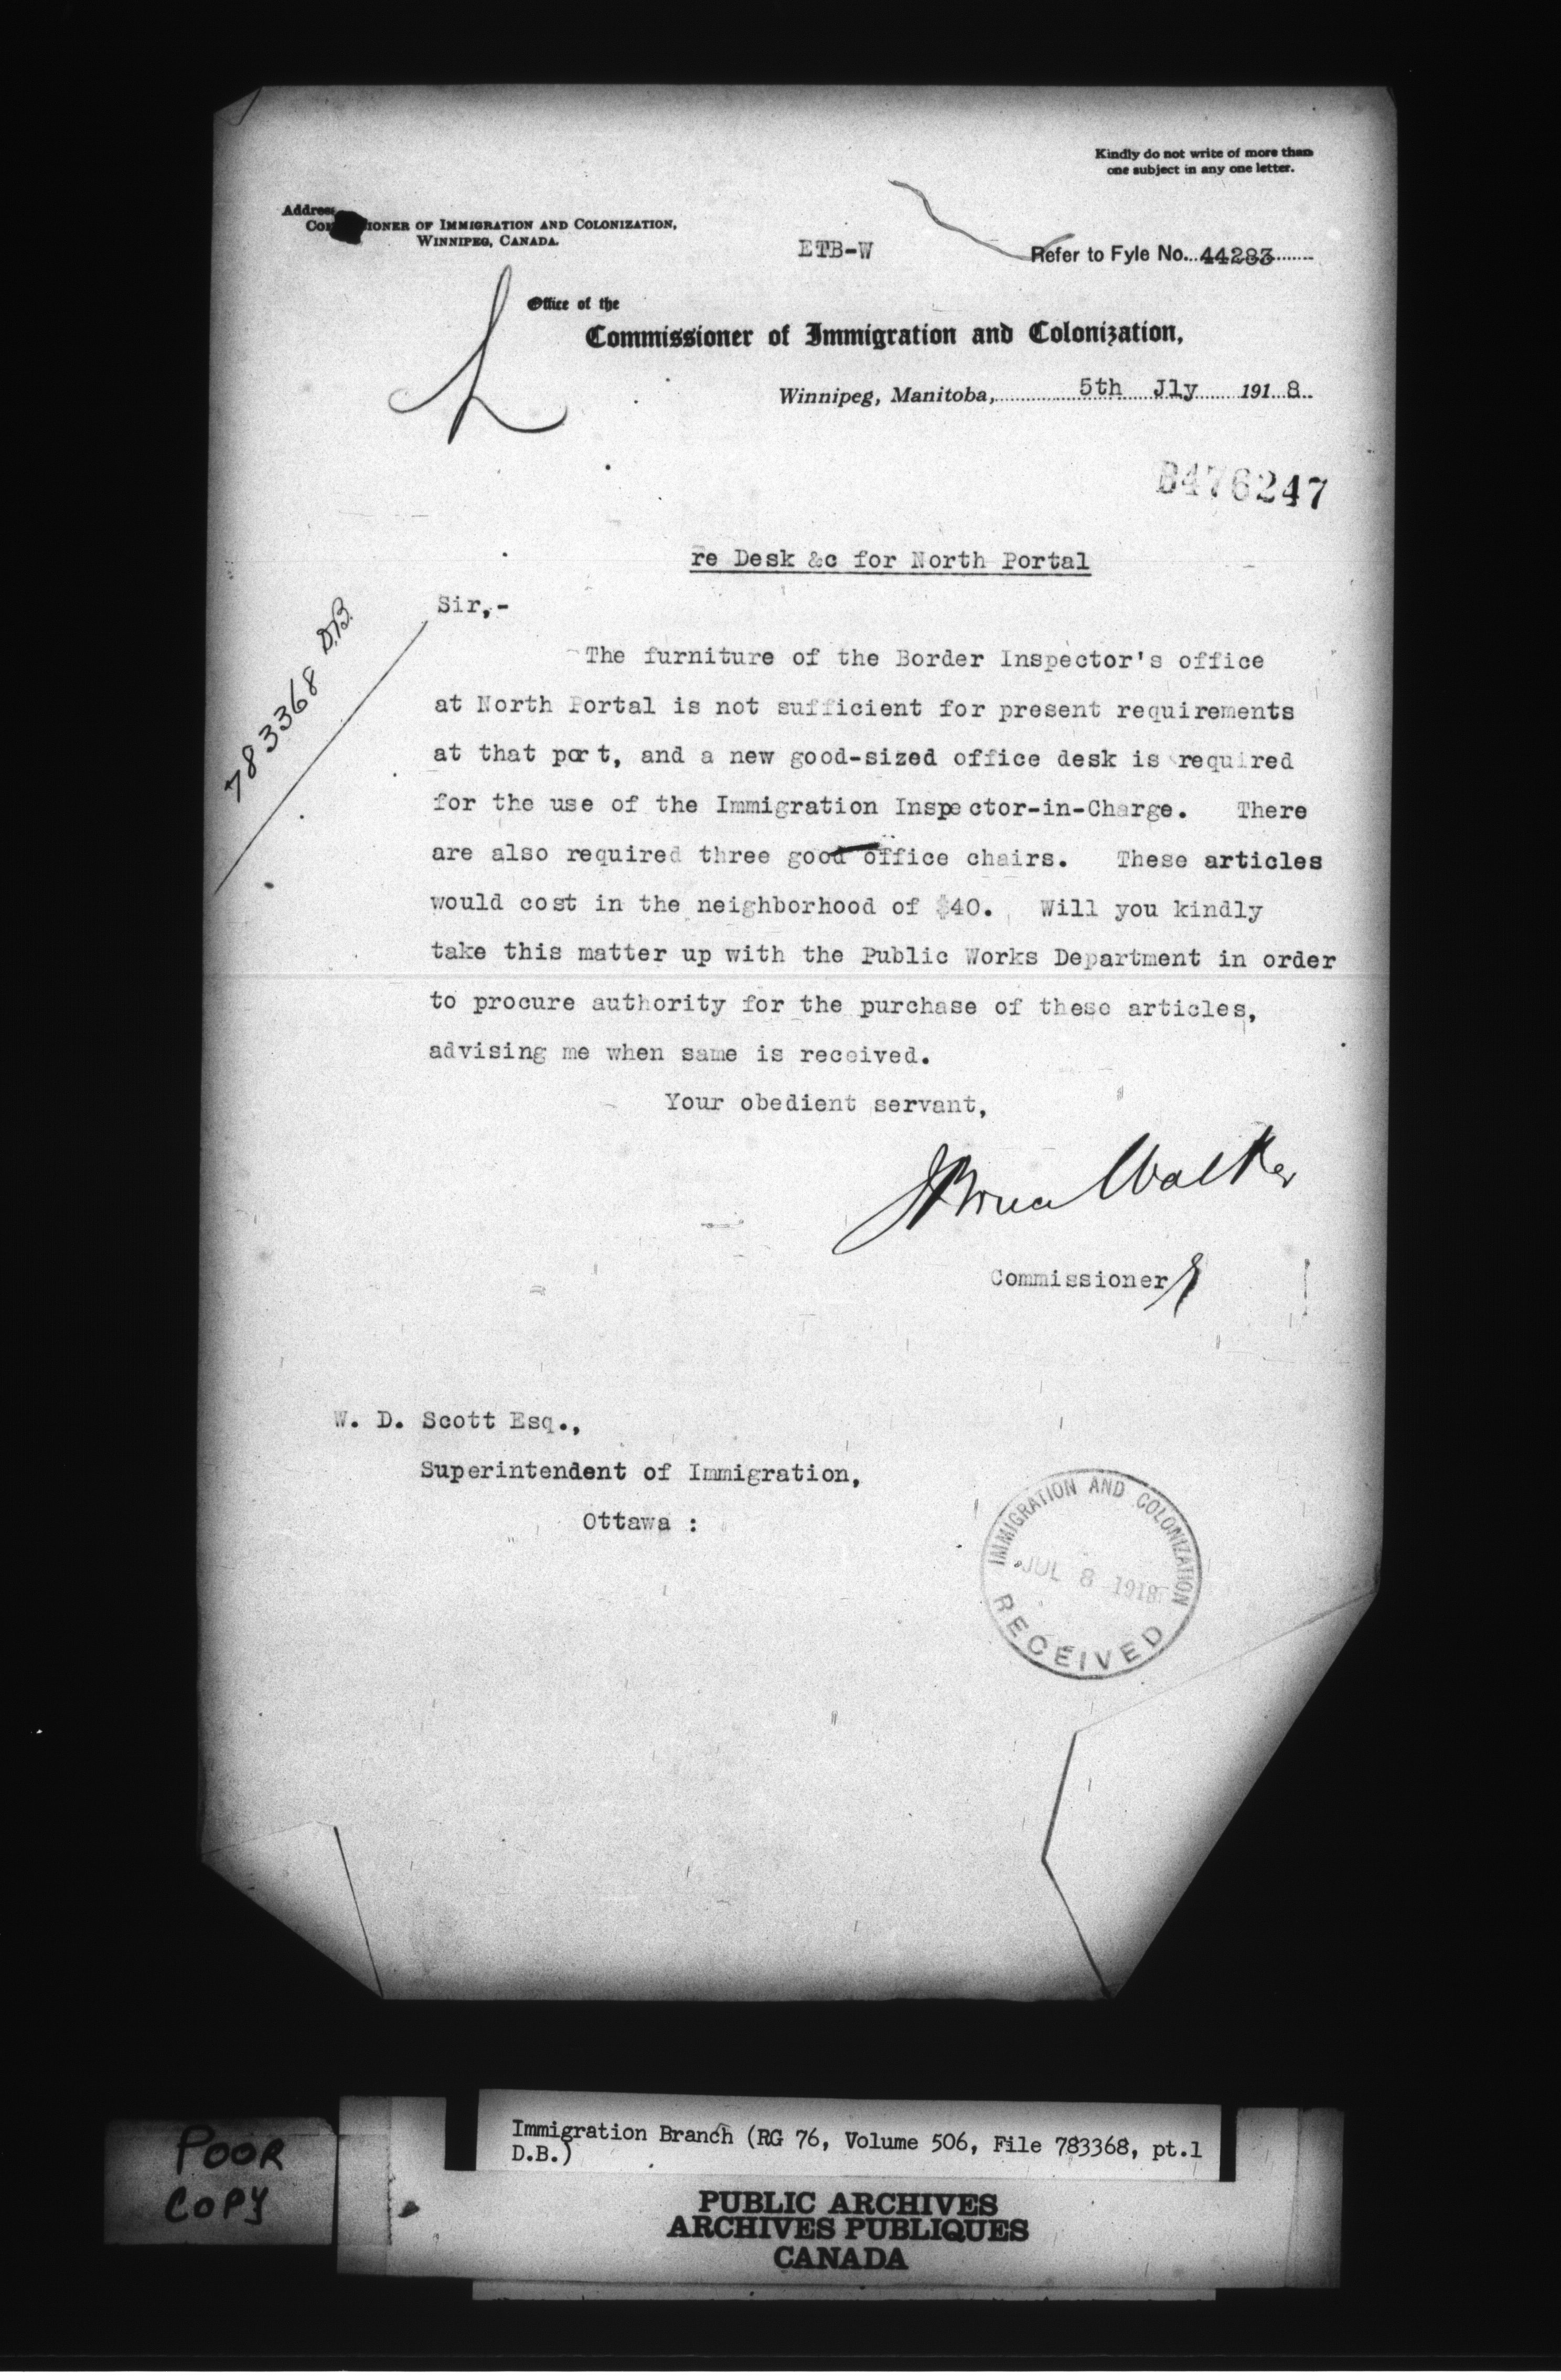 Kindly do not write of more than
one subject in any one letter.
Address
COMMISSIONER OF IMMIGRATION AND COLONIZATION,
WINNIPEG, CANADA.
ETB-W
Refer to Fyle No. 44283
Office of the
Commissioner of Immigration and Colonization,
Winnipeg, Manitoba, 5th Jly 1918
B476247
re Desk &c for North Portal
783368 D.B.
Sir,-
The furniture of the Border Inspector's office
at North Portal is not sufficient for present requirements
at that port, and a new good-sized office desk is required
for the use of the Immigration Inspector-in-Charge. There
are also required three good office chairs. These articles
would cost in the neighborhood of $40. Will you kindly
take this matter up with the Public Works Department in order
to procure authority for the purchase of these articles,
advising me when same is received.
Your obedient servant,
J Bruce Walker
Commissioner
W. D. Scott Esq.,
Superintendent of Immigration,
Ottawa :
IMMIGRATION AND COLONIZATION
JUL 8 1918
RECEIVED
POOR
COPY
Immigration Branch (RG 76, Volume 506, File 783368, pt.1
D.B.)
PUBLIC ARCHIVES
ARCHIVES PUBLIQUES
CANADA